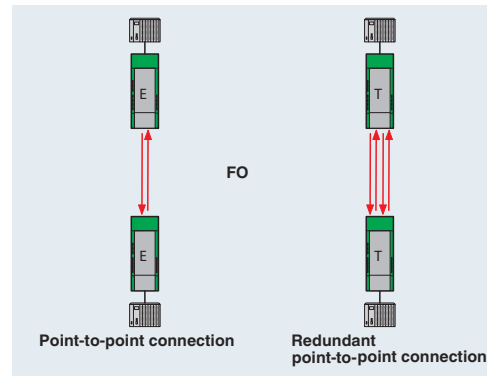 E
T
FO
E
T
Point-to-point connection
Redundant
point-to-point connection